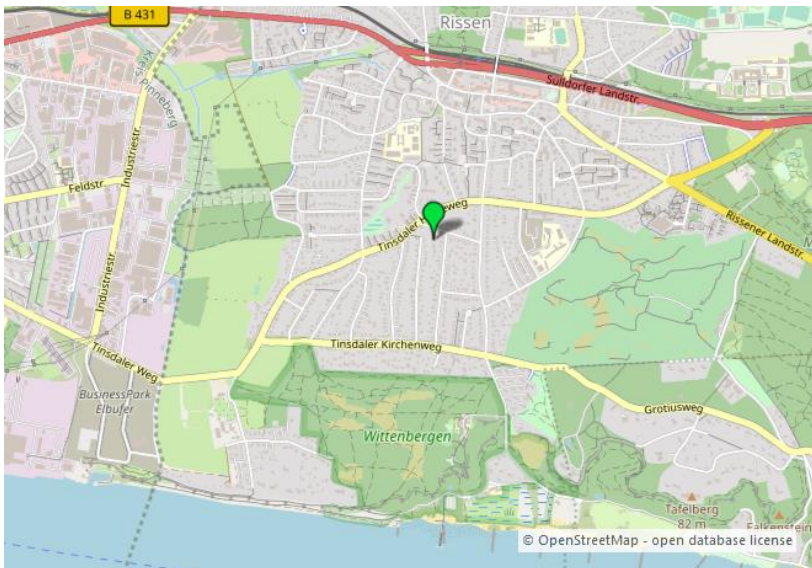 B 431
Rissen
Kreis Pinneberg
Sülldorfer Landstr.
Industriestr.
Feldstr.
Tinsdaler
weg
Rissener Landstr.
Industriestr.
Tinsdaler Kirchenweg
Tinsdaler Weg
BusinessPark
Elbufer
Grotiusweg
Wittenbergen
Tafelberg
82 m
Falkenstein
© OpenStreetMap - open database license